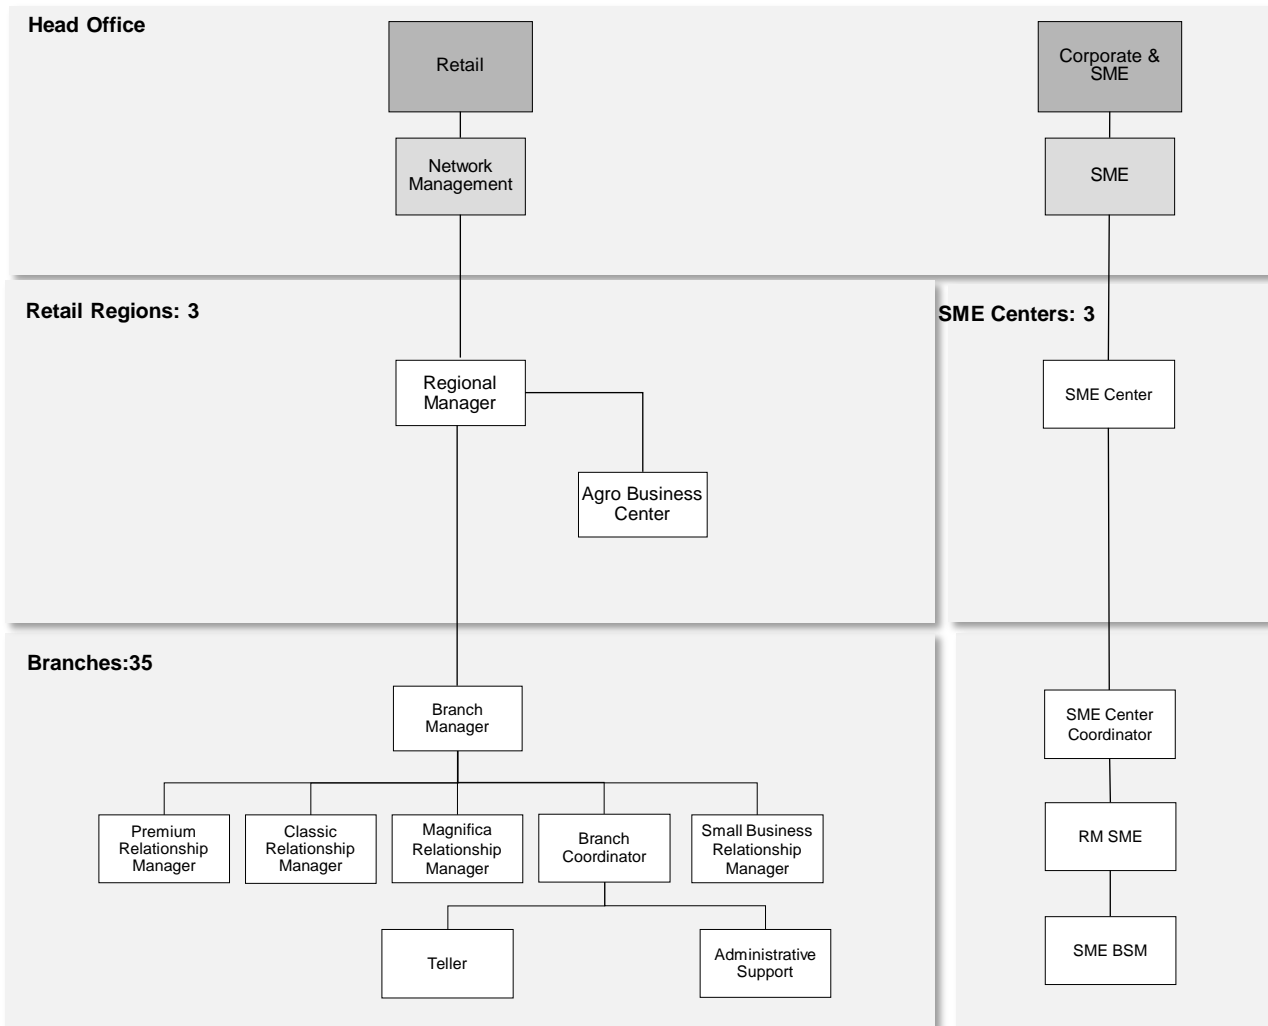 Head Office
Retail
Corporate &
SME
Network
Management
SME
Retail Regions: 3
SME Centers: 3
Regional
Manager
SME Center
Agro Business
Center
Branches:35
Branch
Manager
SME Center
Coordinator
Premium
Relationship
Manager
Classic
Relationship
Manager
Magnifica
Relationship
Manager
Branch
Coordinator
Small Business
Relationship
Manager
RM SME
Teller
Administrative
Support
SME BSM